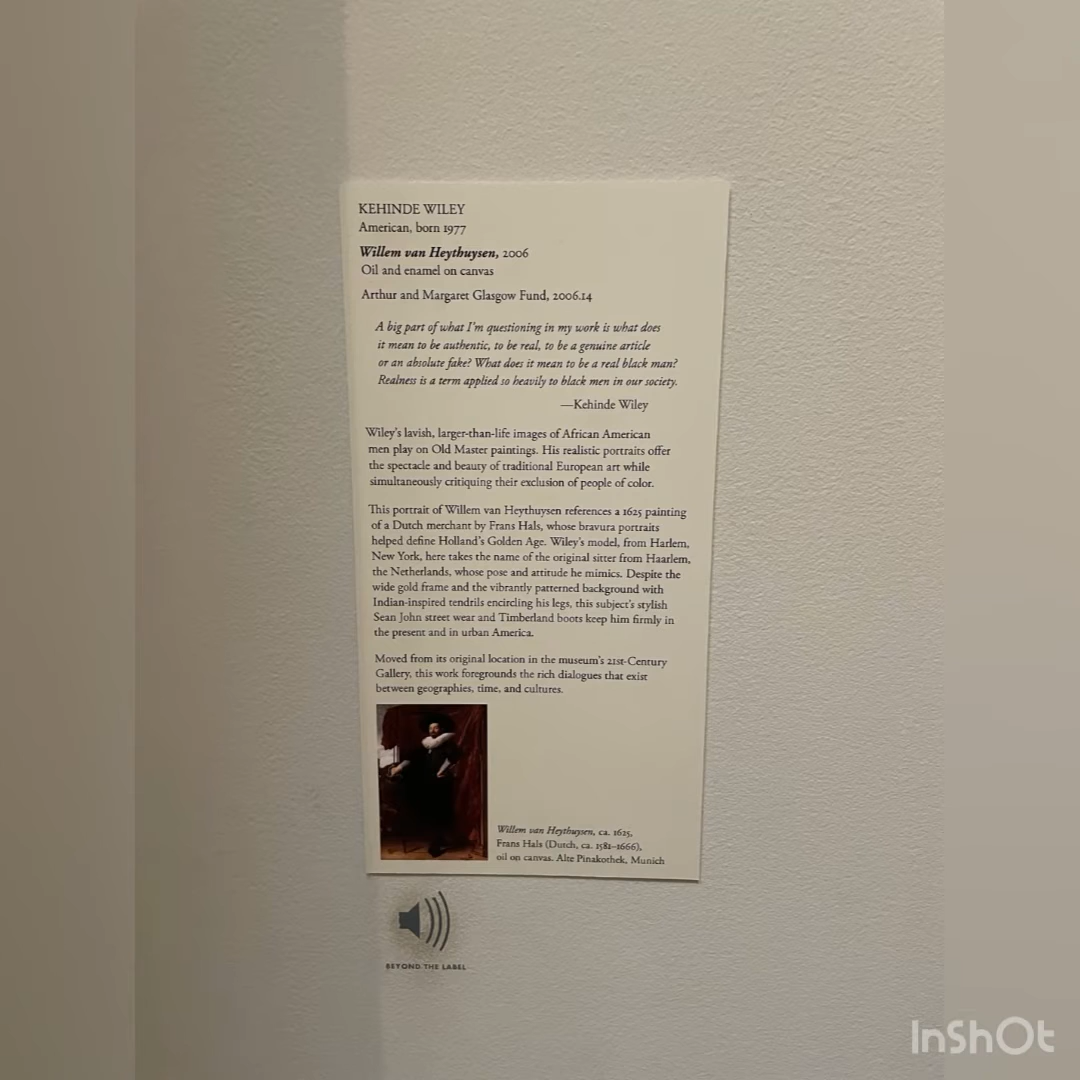 KEHINDE WILEY
American, born 1977
Willem van Heythuysen, 2006
Oil and enamel on canvas
Arthur and Margaret Glasgow Fund, 2006.14
A big part of what I'm questioning in my work is what does
it mean to be authentic, to be real, to be a genuine article
or an absolute fake? What does it mean to be a real black man?
Realness is a term applied so heavily to black men in our society.
—Kehinde Wiley
Wiley's lavish, larger-than-life images of African American
men play on Old Master paintings. His realistic portraits offer
the spectacle and beauty of traditional European art while
simultaneously critiquing their exclusion of people of color.
This portrait of Willem van Heythuysen references a 1625 painting
of a Dutch merchant by Frans Hals, whose bravura portraits
helped define Holland's Golden Age. Wiley's model, from Harlem,
New York, here takes the name of the original sitter from Haarlem,
the Netherlands, whose pose and attitude he mimics. Despite the
wide gold frame and the vibrantly patterned background with
Indian-inspired tendrils encircling his legs, this subject's stylish
Sean John street wear and Timberland boots keep him firmly in
the present and in urban America.
Moved from its original location in the museum's 21st-Century
Gallery, this work foregrounds the rich dialogues that exist
between geographies, time, and cultures.
Willem van Heythuysen, ca. 1625,
Frans Hals (Dutch, ca. 1581–1666),
oil on canvas. Alte Pinakothek, Munich
BEYOND THE LABEL
InShOt